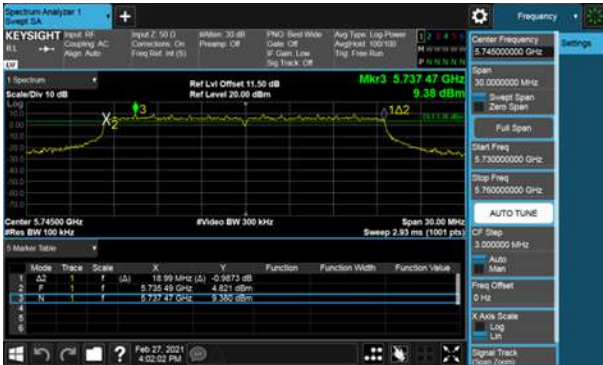 Spectrum Analyzer 1
Swept SA
+
Frequency
KEYSIGHT
Input: RF
Coupling: AC
Align: Auto
Input Z: 50 Ω
Corrections: On
Freq Ref: Int (S)
#Atten: 30 dB
Preamp: Off
PNO: Best Wide
Gate: Off
IF Gain: Low
Sig Track: Off
Avg Type: Log-Power
Avg|Hold: 100/100
Trig: Free Run
RL
1 Spectrum
Scale/Div 10 dB
Ref Lvl Offset 11.50 dB
Ref Level 20.00 dBm
Mkr3 5.737 47 GHz
9.38 dBm
Log
10.0
0.00
3
2
1Δ2
Center 5.74500 GHz
#Res BW 100 kHz
#Video BW 300 kHz
Span 30.00 MHz
Sweep 2.93 ms (1001 pts)
5 Marker Table
Mode Trace Scale X Y Function Function Width Function Value
1 Δ2 1 f (Δ) 18.99 MHz (Δ) -0.9873 dB
2 F 1 f 5.735 49 GHz 4.821 dBm
3 N 1 f 5.737 47 GHz 9.380 dBm
4
5
6
Feb 27, 2021
4:02:02 PM
Center Frequency
5.745000000 GHz
Settings
Span
30.0000000 MHz
Swept Span
Zero Span
Full Span
Start Freq
5.730000000 GHz
Stop Freq
5.760000000 GHz
AUTO TUNE
CF Step
3.000000 MHz
Auto
Man
Freq Offset
0 Hz
X Axis Scale
Log
Lin
Signal Track
(Span Zoom)